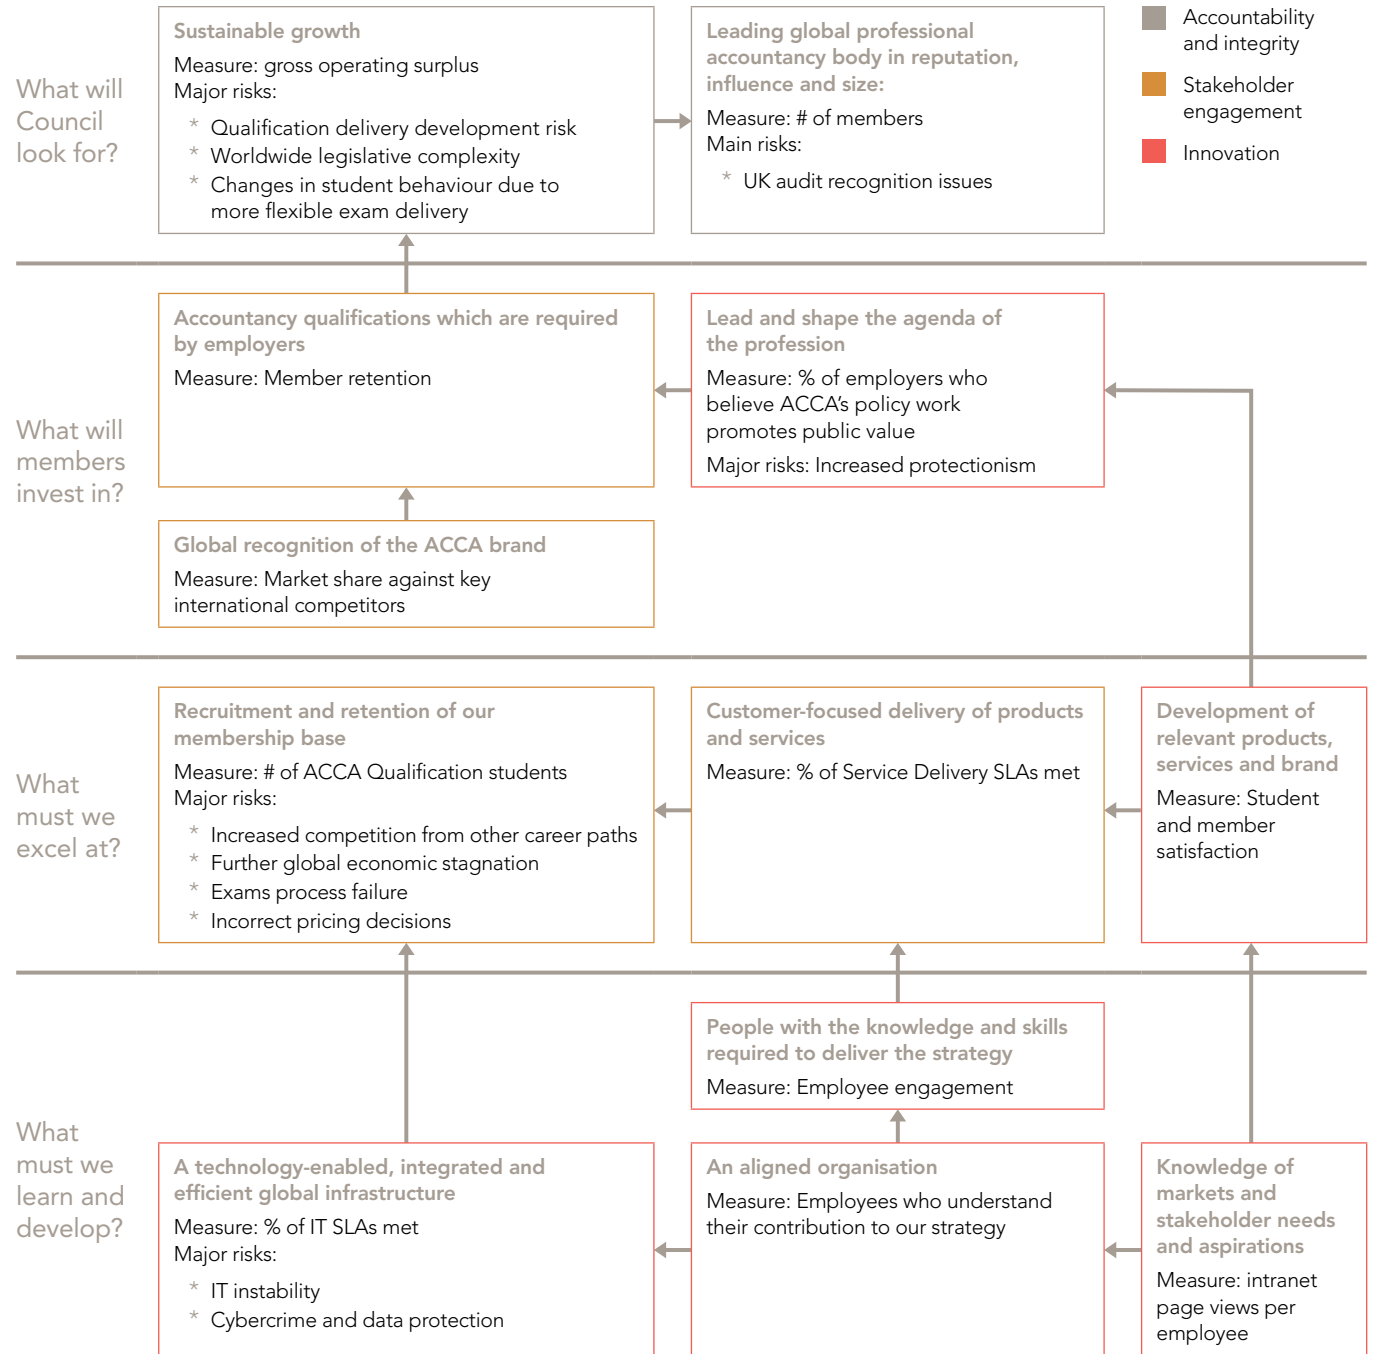 What will
Council
look for?
Sustainable growth
Measure: gross operating surplus
Major risks:
* Qualification delivery development risk
* Worldwide legislative complexity
* Changes in student behaviour due to
more flexible exam delivery
Leading global professional
accountancy body in reputation,
influence and size:
Measure: # of members
Main risks:
* UK audit recognition issues
Accountability
and integrity
Stakeholder
engagement
Innovation
What will
members
invest in?
Accountancy qualifications which are required
by employers
Measure: Member retention
Lead and shape the agenda of
the profession
Measure: % of employers who
believe ACCA's policy work
promotes public value
Major risks: Increased protectionism
Global recognition of the ACCA brand
Measure: Market share against key
international competitors
What
must we
excel at?
Recruitment and retention of our
membership base
Measure: # of ACCA Qualification students
Major risks:
* Increased competition from other career paths
* Further global economic stagnation
* Exams process failure
* Incorrect pricing decisions
Customer-focused delivery of products
and services
Measure: % of Service Delivery SLAs met
Development of
relevant products,
services and brand
Measure: Student
and member
satisfaction
What
must we
learn and
develop?
People with the knowledge and skills
required to deliver the strategy
Measure: Employee engagement
A technology-enabled, integrated and
efficient global infrastructure
Measure: % of IT SLAs met
Major risks:
* IT instability
* Cybercrime and data protection
An aligned organisation
Measure: Employees who understand
their contribution to our strategy
Knowledge of
markets and
stakeholder needs
and aspirations
Measure: intranet
page views per
employee